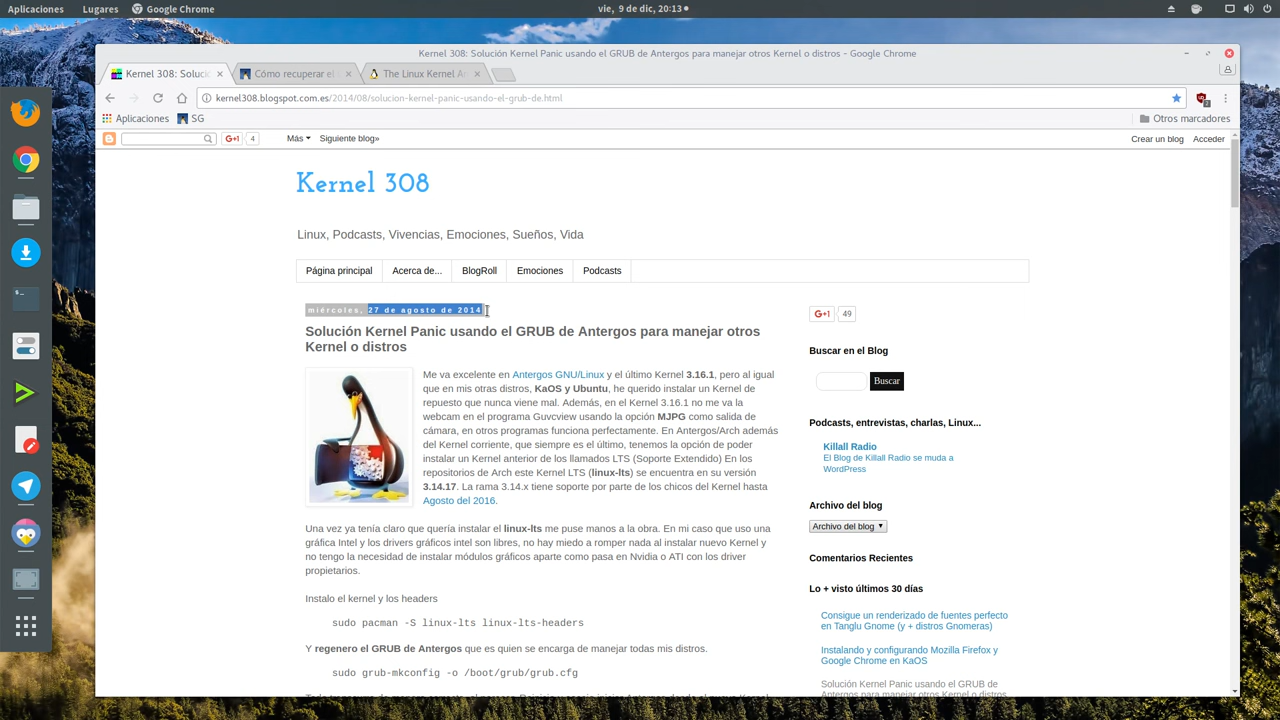 Aplicaciones Lugares Google Chrome vie, 9 de dic, 20:13
Kernel 308: Solución Kernel Panic usando el GRUB de Antergos para manejar otros Kernel o distros - Google Chrome
Kernel 308: Soluc Cómo recuperar el The Linux Kernel Ar
kernel308.blogspot.com.es/2014/08/solucion-kernel-panic-usando-el-grub-de.html
Aplicaciones SG Otros marcadores
G+1 4 Más Siguiente blog» Crear un blog Acceder
Kernel 308
Linux, Podcasts, Vivencias, Emociones, Sueños, Vida
Página principal Acerca de... BlogRoll Emociones Podcasts
miércoles, 27 de agosto de 2014
Solución Kernel Panic usando el GRUB de Antergos para manejar otros
Kernel o distros
Me va excelente en Antergos GNU/Linux y el último Kernel 3.16.1, pero al igual
que en mis otras distros, KaOS y Ubuntu, he querido instalar un Kernel de
repuesto que nunca viene mal. Además, en el Kernel 3.16.1 no me va la
webcam en el programa Guvcview usando la opción MJPG como salida de
cámara, en otros programas funciona perfectamente. En Antergos/Arch además
del Kernel corriente, que siempre es el último, tenemos la opción de poder
instalar un Kernel anterior de los llamados LTS (Soporte Extendido) En los
repositorios de Arch este Kernel LTS (linux-lts) se encuentra en su versión
3.14.17. La rama 3.14.x tiene soporte por parte de los chicos del Kernel hasta
Agosto del 2016.
Una vez ya tenía claro que quería instalar el linux-lts me puse manos a la obra. En mi caso que uso una
gráfica Intel y los drivers gráficos intel son libres, no hay miedo a romper nada al instalar nuevo Kernel y
no tengo la necesidad de instalar módulos gráficos aparte como pasa en Nvidia o ATI con los driver
propietarios.
Instalo el kernel y los headers
sudo pacman -S linux-lts linux-lts-headers
Y regenero el GRUB de Antergos que es quien se encarga de manejar todas mis distros.
sudo grub-mkconfig -o /boot/grub/grub.cfg
G+1 49
Buscar en el Blog
Buscar
Podcasts, entrevistas, charlas, Linux...
Killall Radio
El Blog de Killall Radio se muda a
WordPress
Archivo del blog
Archivo del blog
Comentarios Recientes
Lo + visto últimos 30 días
Consigue un renderizado de fuentes perfecto
en Tanglu Gnome (y + distros Gnomeras)
Instalando y configurando Mozilla Firefox y
Google Chrome en KaOS
Solución Kernel Panic usando el GRUB de
Antergos para manejar otros Kernel o distros